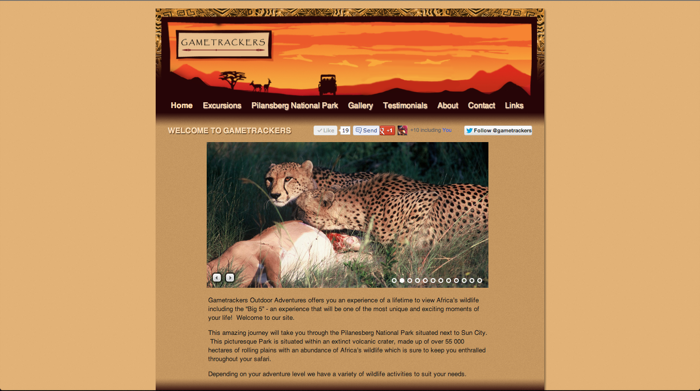 GAMETRACKERS
Home Excursions Pilansberg National Park Gallery Testimonials About Contact Links
WELCOME TO GAMETRACKERS
Like 19 Send +1 +10 including You Follow @gametrackers
Gametrackers Outdoor Adventures offers you an experience of a lifetime to view Africa's wildlife
including the "Big 5" - an experience that will be one of the most unique and exciting moments of
your life! Welcome to our site.
This amazing journey will take you through the Pilanesberg National Park situated next to Sun City.
This picturesque Park is situated within an extinct volcanic crater, made up of over 55 000
hectares of rolling plains with an abundance of Africa's wildlife which is sure to keep you enthralled
throughout your safari.
Depending on your adventure level we have a variety of wildlife activities to suit your needs.